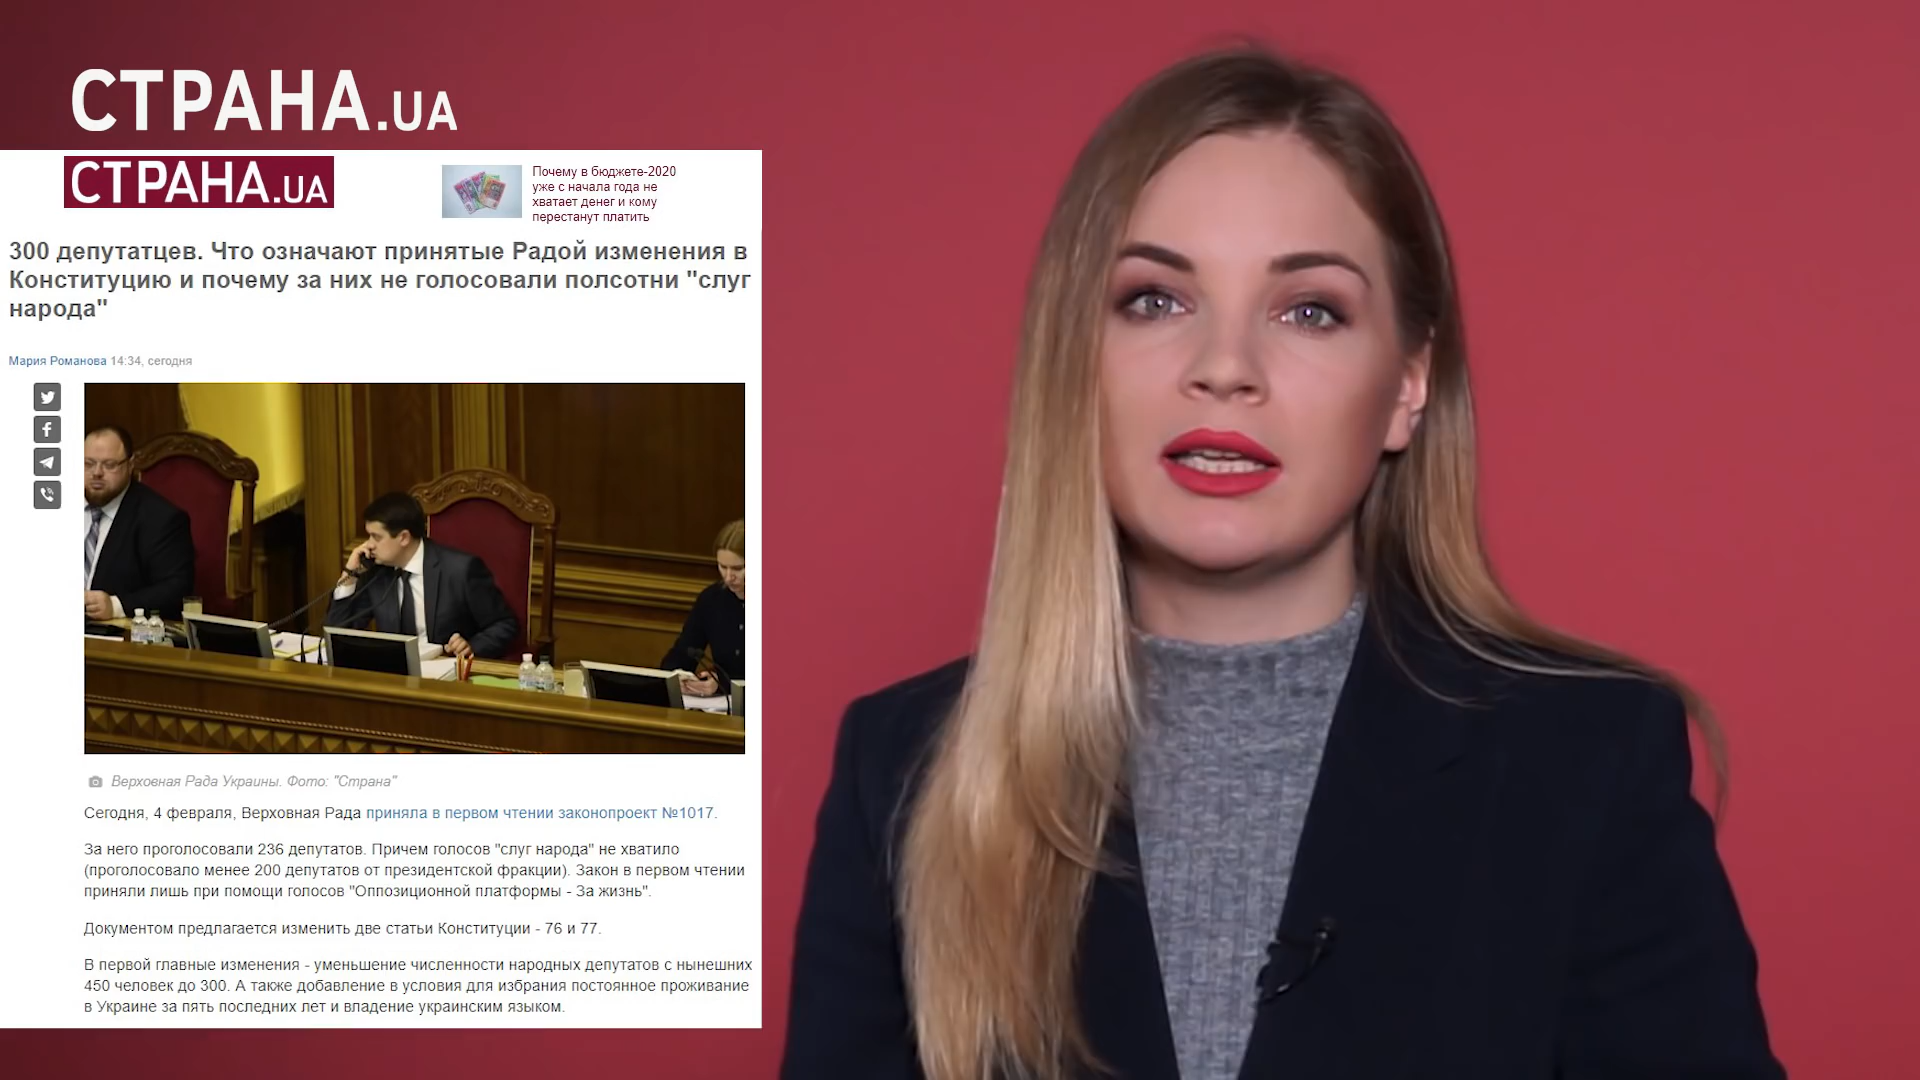 СТРАНА.UA
СТРАНА.UA
Почему в бюджете-2020
уже с начала года не
хватает денег и кому
перестанут платить
300 депутатцев. Что означают принятые Радой изменения в
Конституцию и почему за них не голосовали полсотни "слуг
народа"
Мария Романова 14:34, сегодня
Верховная Рада Украины. Фото: "Страна"
Сегодня, 4 февраля, Верховная Рада приняла в первом чтении законопроект №1017.
За него проголосовали 236 депутатов. Причем голосов "слуг народа" не хватило
(проголосовало менее 200 депутатов от президентской фракции). Закон в первом чтении
приняли лишь при помощи голосов "Оппозиционной платформы - За жизнь".
Документом предлагается изменить две статьи Конституции - 76 и 77.
В первой главные изменения - уменьшение численности народных депутатов с нынешних
450 человек до 300. А также добавление в условия для избрания постоянное проживание
в Украине за пять последних лет и владение украинским языком.